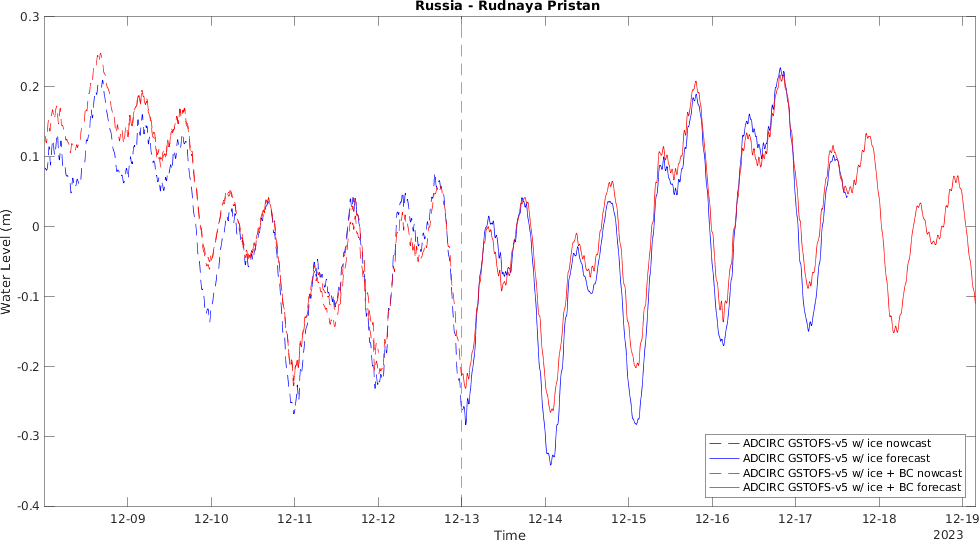 Russia - Rudnaya Pristan
0.3
0.2
0.1
0
-0.1
-0.2
-0.3
-0.4
Water Level (m)
ADCIRC GSTOFS-v5 w/ ice nowcast
ADCIRC GSTOFS-v5 w/ ice forecast
ADCIRC GSTOFS-v5 w/ ice + BC nowcast
ADCIRC GSTOFS-v5 w/ ice + BC forecast
12-09 12-10 12-11 12-12 12-13 12-14 12-15 12-16 12-17 12-18 12-19
Time 2023